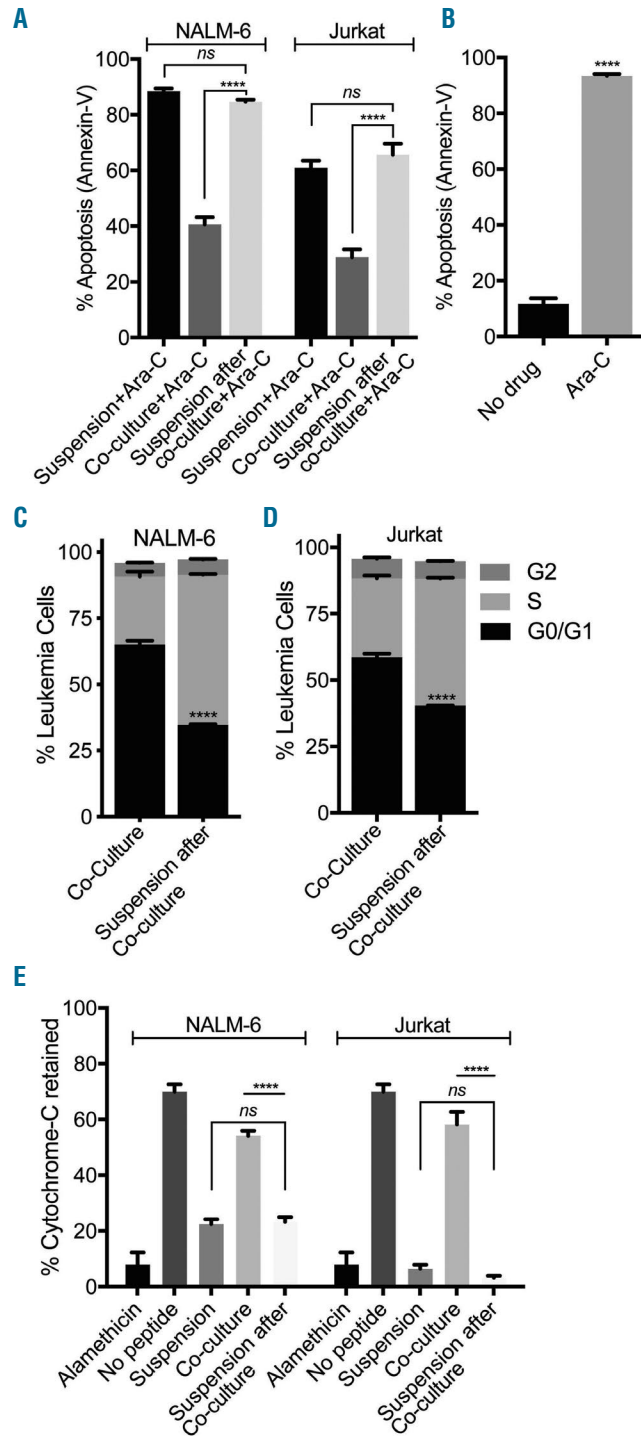 A
NALM-6
Jurkat
ns
****
ns
****
% Apoptosis (Annexin-V)
100
80
60
40
20
0
Suspension+Ara-C
Co-culture+Ara-C
Suspension after
co-culture+Ara-C
Suspension+Ara-C
Co-culture+Ara-C
Suspension after
co-culture+Ara-C
B
****
% Apoptosis (Annexin-V)
100
80
60
40
20
0
No drug
Ara-C
C
NALM-6
% Leukemia Cells
100
75
50
25
0
****
Co-Culture
Suspension after
Co-culture
D
Jurkat
% Leukemia Cells
100
75
50
25
0
****
Co-Culture
Suspension after
Co-culture
G2
S
G0/G1
E
NALM-6
Jurkat
****
ns
****
ns
% Cytochrome-C retained
100
80
60
40
20
0
Alamethicin
No peptide
Suspension
Co-culture
Suspension after
Co-culture
Alamethicin
No peptide
Suspension
Co-culture
Suspension after
Co-culture